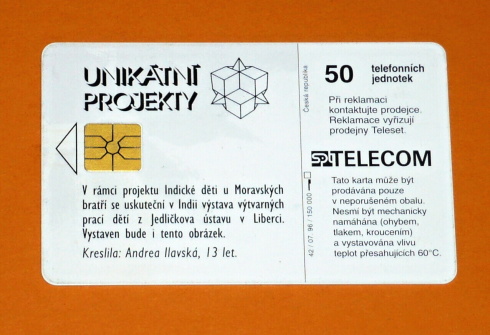 UNIKÁTNÍ
PROJEKTY
V rámci projektu Indické děti u Moravských
bratří se uskuteční v Indii výstava výtvarných
prací dětí z Jedličkova ústavu v Liberci.
Vystaven bude i tento obrázek.
Kreslila: Andrea Ilavská, 13 let.
Česká republika
42 / 07. 96 / 150 000
50 telefonních
jednotek
Při reklamaci
kontaktujte prodejce.
Reklamace vyřizují
prodejny Teleset.
SPT TELECOM
Tato karta může být
prodávána pouze
v neporušeném obalu.
Nesmí být mechanicky
namáhána (ohybem,
tlakem, kroucením)
a vystavována vlivu
teplot přesahujících 60°C.